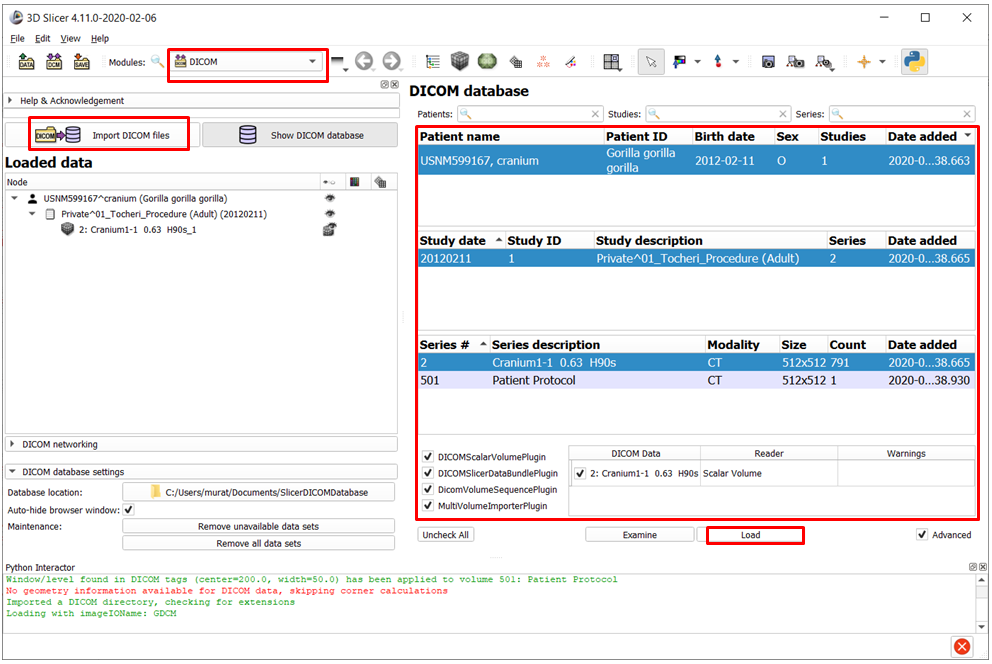 3D Slicer 4.11.0-2020-02-06
File Edit View Help
DATA DCM SAVE Modules: DICOM
Help & Acknowledgement
DICOM Import DICOM files Show DICOM database
Loaded data
Node
USNM599167^cranium (Gorilla gorilla gorilla)
Private^01_Tocheri_Procedure (Adult) (20120211)
2: Cranium1-1 0.63 H90s_1
DICOM networking
DICOM database settings
Database location: C:/Users/murat/Documents/SlicerDICOMDatabase
Auto-hide browser window:
Maintenance: Remove unavailable data sets
Remove all data sets
DICOM database
Patients: Studies: Series:
Patient name Patient ID Birth date Sex Studies Date added
USNM599167, cranium Gorilla gorilla gorilla 2012-02-11 O 1 2020-0...38.663
Study date Study ID Study description Series Date added
20120211 1 Private^01_Tocheri_Procedure (Adult) 2 2020-0...38.665
Series # Series description Modality Size Count Date added
2 Cranium1-1 0.63 H90s CT 512x512 791 2020-0...38.665
501 Patient Protocol CT 512x512 1 2020-0...38.930
DICOMScalarVolumePlugin
DICOMSlicerDataBundlePlugin
DicomVolumeSequencePlugin
MultiVolumeImporterPlugin
DICOM Data Reader Warnings
2: Cranium1-1 0.63 H90s Scalar Volume
Uncheck All Examine Load Advanced
Python Interactor
Window/level found in DICOM tags (center=200.0, width=50.0) has been applied to volume 501: Patient Protocol
No geometry information available for DICOM data, skipping corner calculations
Imported a DICOM directory, checking for extensions
Loading with imageIOName: GDCM